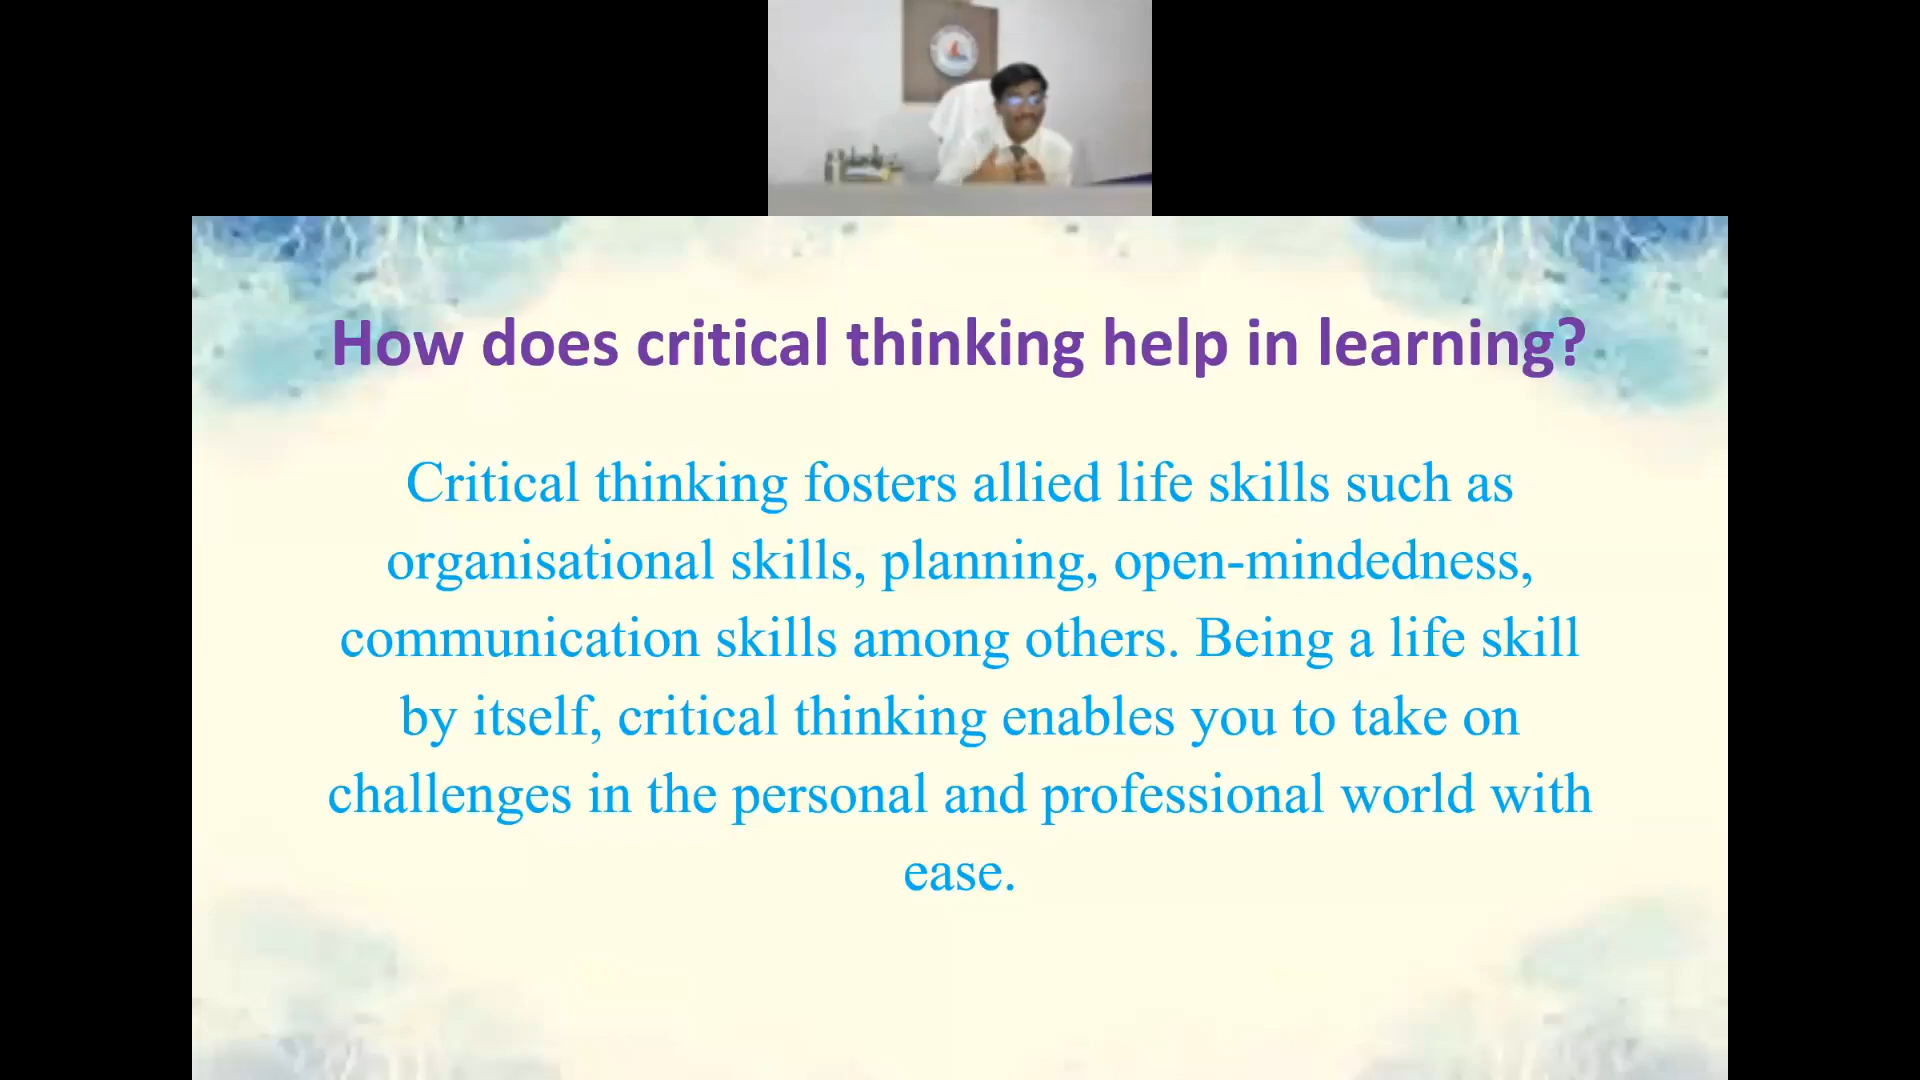 How does critical thinking help in learning?
Critical thinking fosters allied life skills such as
organisational skills, planning, open-mindedness,
communication skills among others. Being a life skill
by itself, critical thinking enables you to take on
challenges in the personal and professional world with
ease.